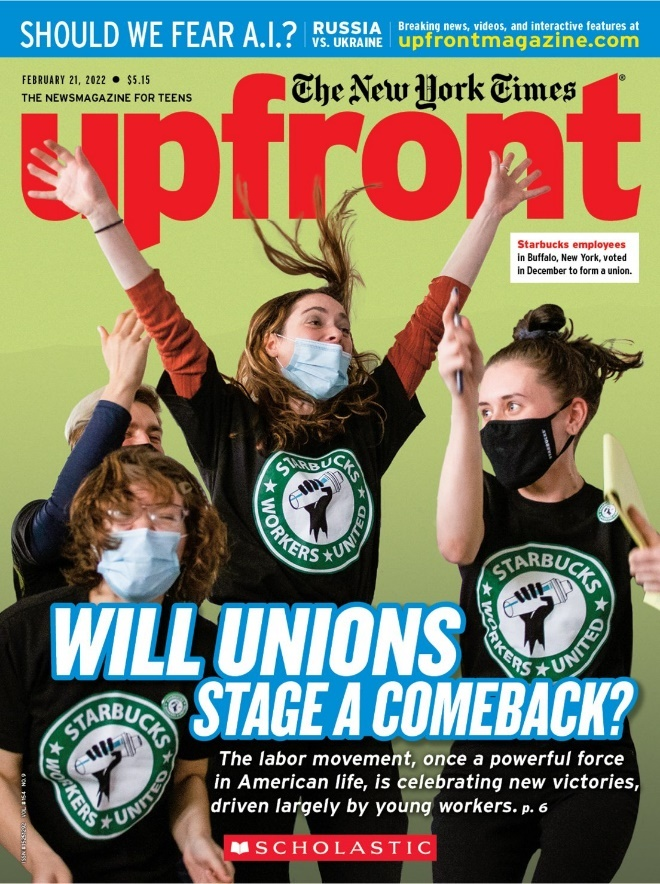 SHOULD WE FEAR A.I.?
RUSSIA
VS. UKRAINE
Breaking news, videos, and interactive features at
upfrontmagazine.com
FEBRUARY 21, 2022 ● $5.15
THE NEWSMAGAZINE FOR TEENS
The New York Times®
upfront
Starbucks employees
in Buffalo, New York, voted
in December to form a union.
STARBUCKS
WORKERS ★ UNITED
STARBUCKS
WORKERS ★ UNITED
WILL UNIONS
STAGE A COMEBACK?
STARBUCKS
WORKERS ★ UNITED
The labor movement, once a powerful force
in American life, is celebrating new victories,
driven largely by young workers. p. 6
SCHOLASTIC